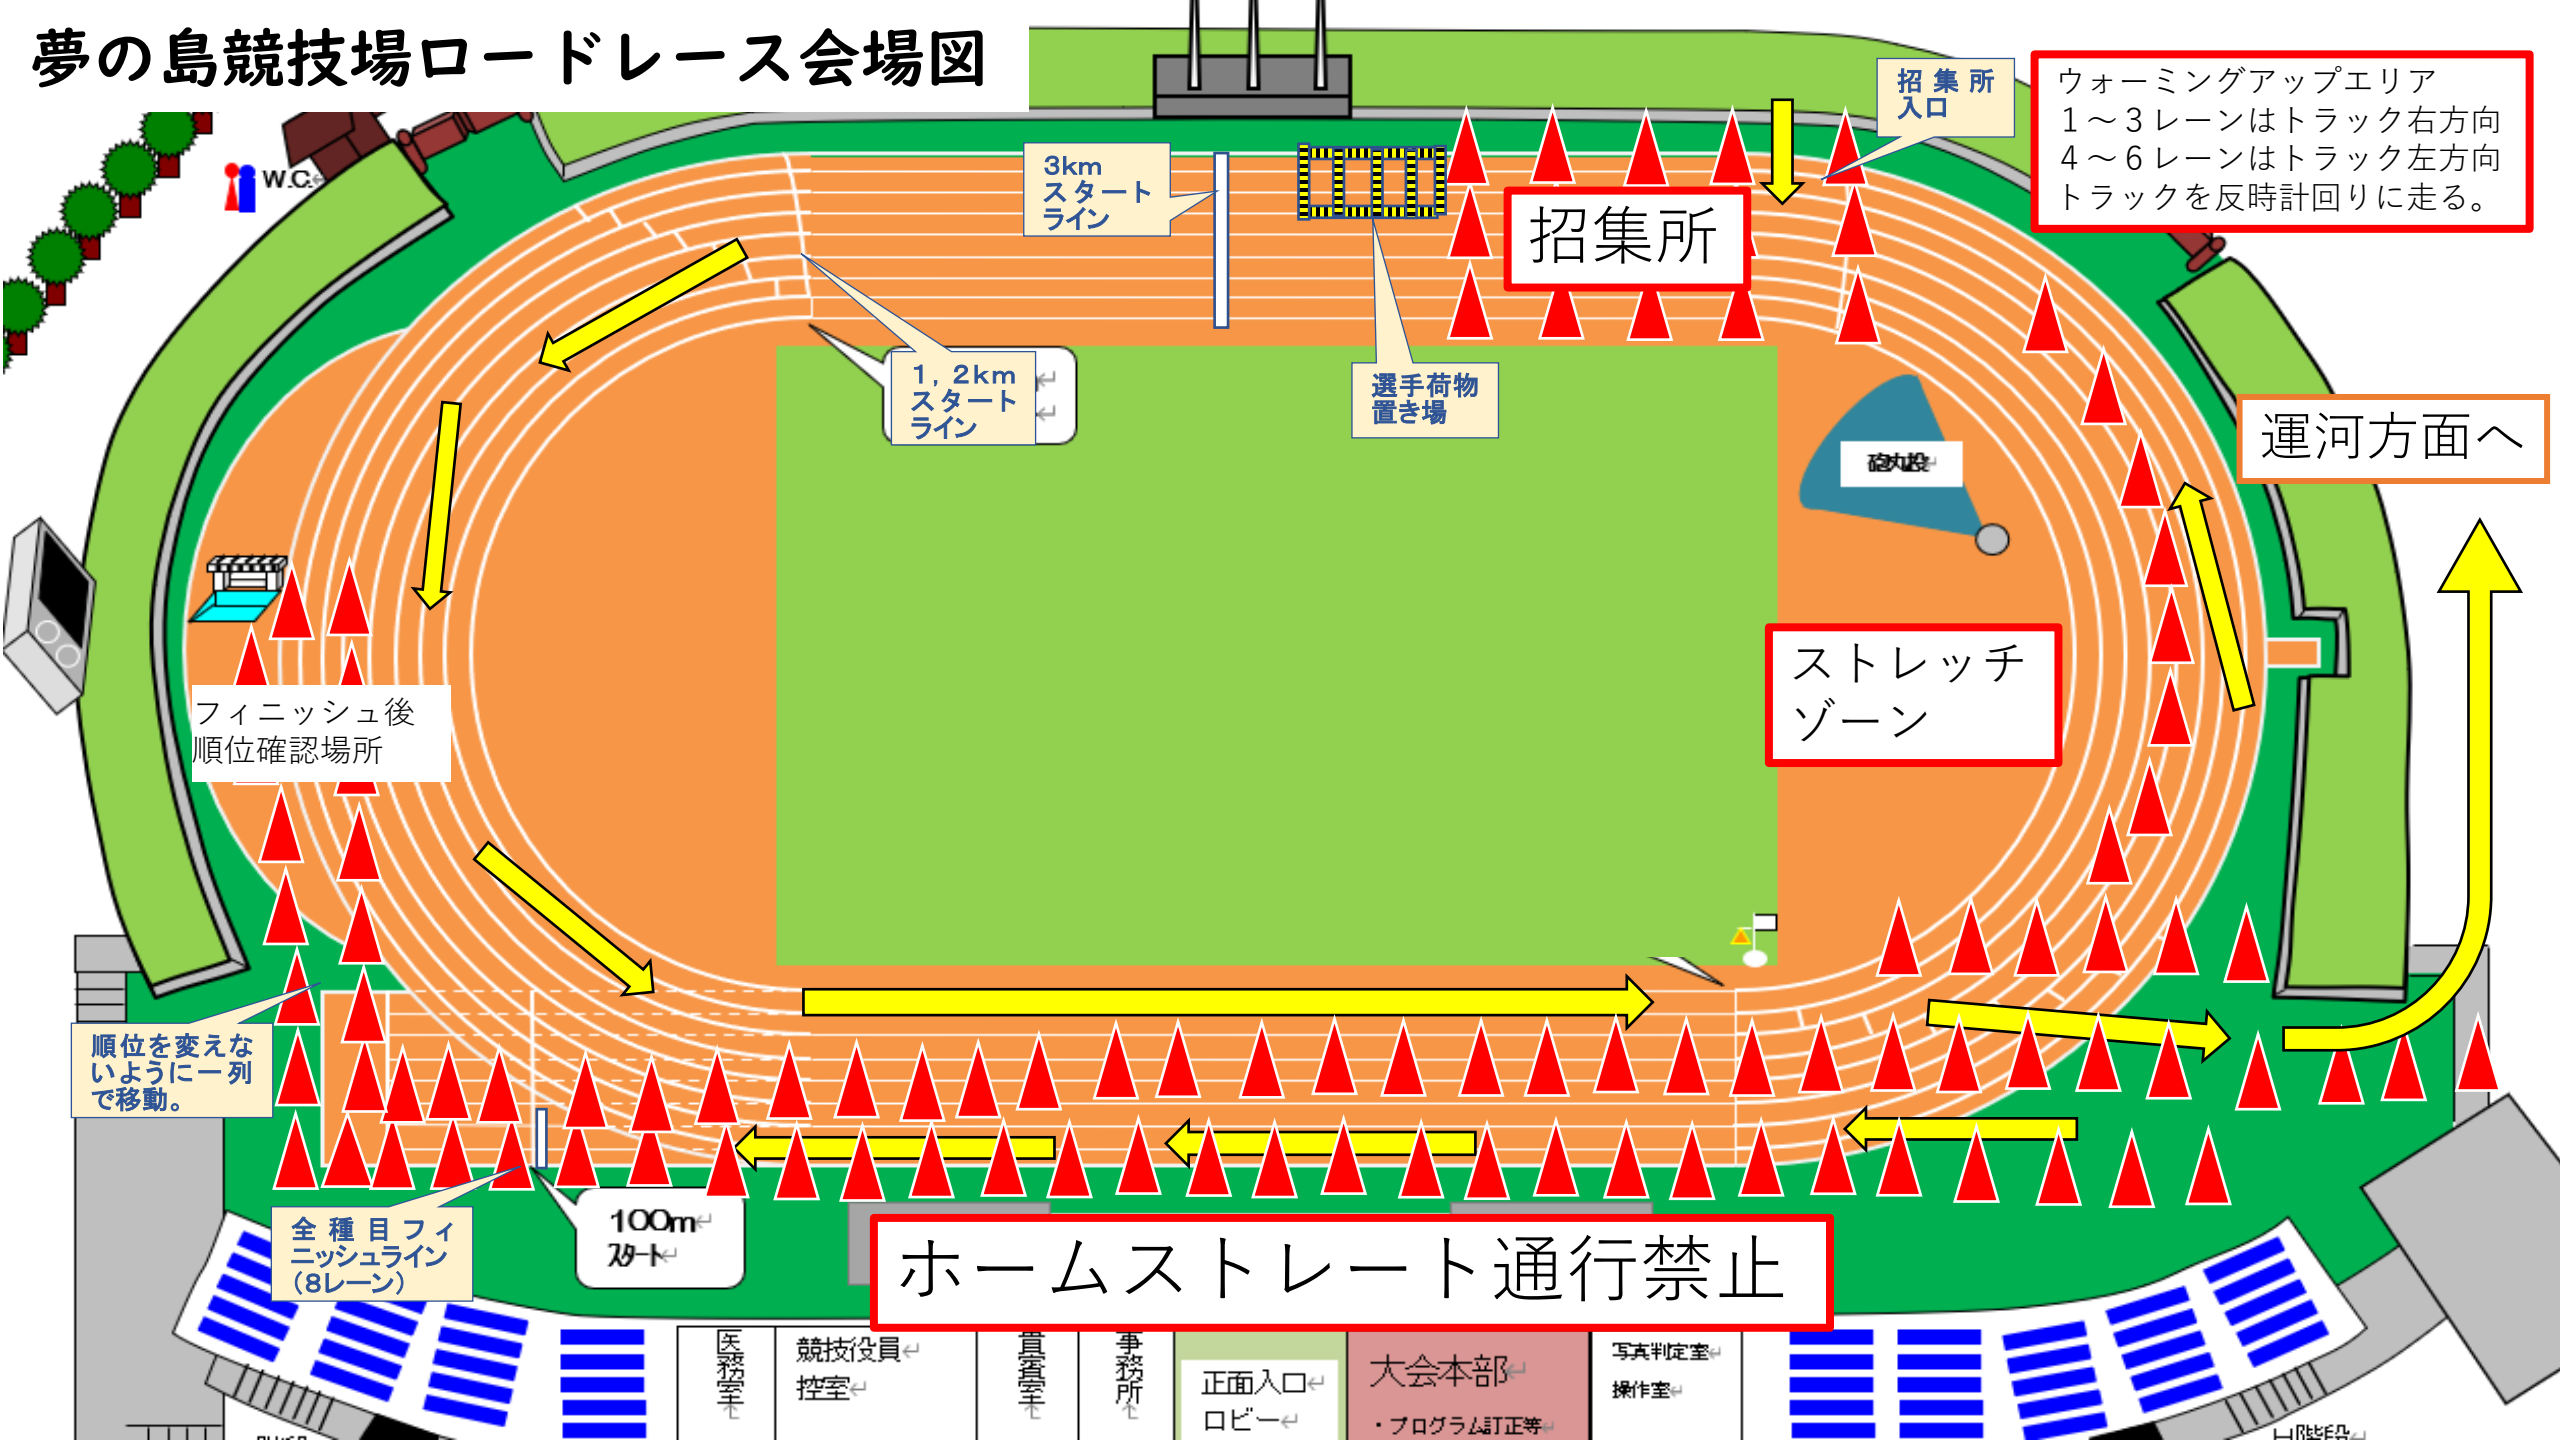 夢の島競技場ロードレース会場図
招集所
入口
ウォーミングアップエリア
1～3レーンはトラック右方向
4～6レーンはトラック左方向
トラックを反時計回りに走る。
W.C.
3km
スタート
ライン
招集所
1，2km
スタート
ライン
選手荷物
置き場
砲丸投
運河方面へ
ストレッチ
ゾーン
フィニッシュ後
順位確認場所
順位を変えな
いように一列
で移動。
全種目フィ
ニッシュライン
（8レーン）
100m
スタート
ホームストレート通行禁止
医務室
競技役員
控室
事務所
正面入口
ロビー
大会本部
・プログラム訂正等
写真判定室
操作室